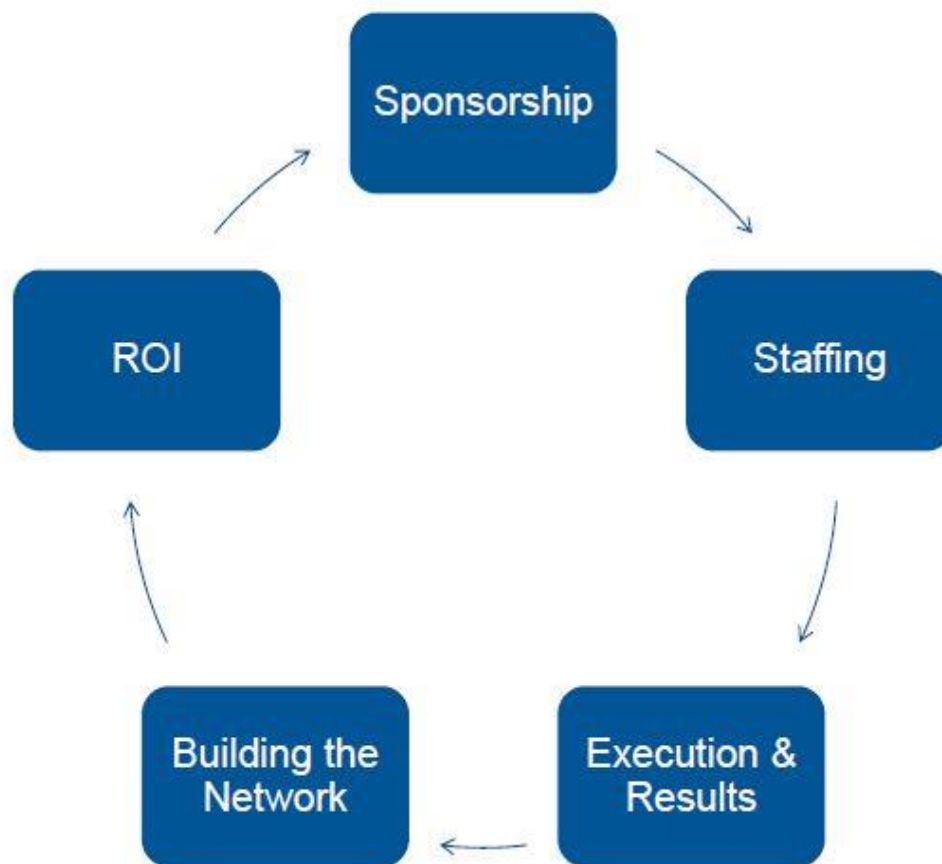 Sponsorship
Staffing
Execution &
Results
Building the
Network
ROI